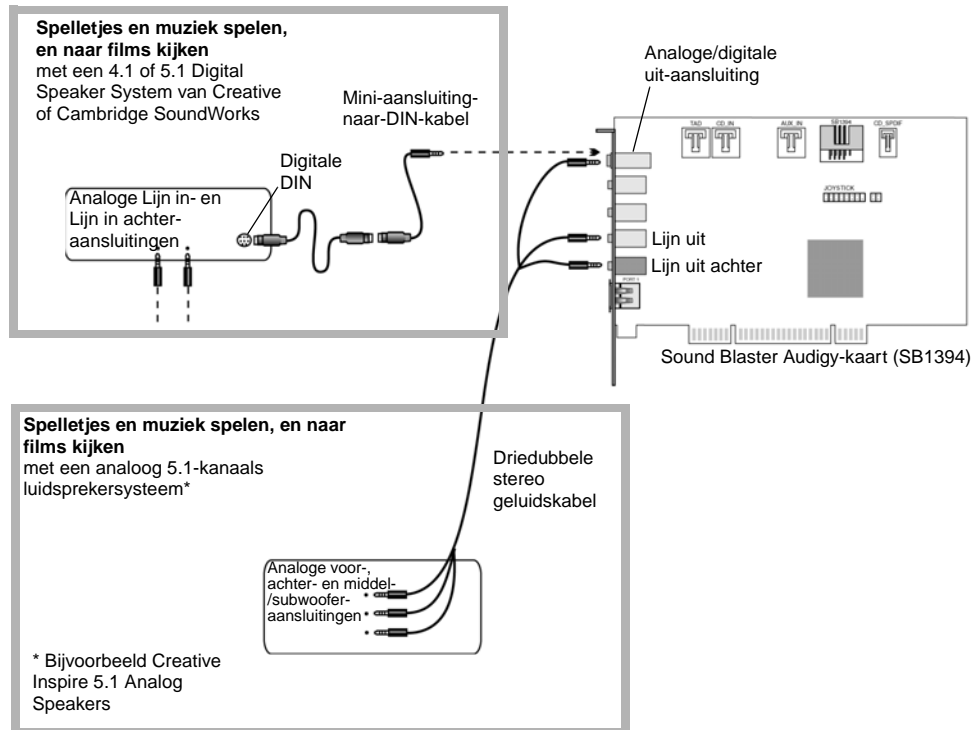 Spelletjes en muziek spelen,
en naar films kijken
met een 4.1 of 5.1 Digital
Speaker System van Creative
of Cambridge SoundWorks
Mini-aansluiting-
naar-DIN-kabel
Digitale
DIN
Analoge Lijn in- en
Lijn in achter-
aansluitingen
Analoge/digitale
uit-aansluiting
TAD
CD_IN
AUX_IN
SB1394
CD_SPDIF
JOYSTICK
Lijn uit
Lijn uit achter
Sound Blaster Audigy-kaart (SB1394)
Spelletjes en muziek spelen, en naar
films kijken
met een analoog 5.1-kanaals
luidsprekersysteem*
Driedubbele
stereo
geluidskabel
Analoge voor-,
achter- en middel-
/subwoofer-
aansluitingen
* Bijvoorbeeld Creative
Inspire 5.1 Analog
Speakers